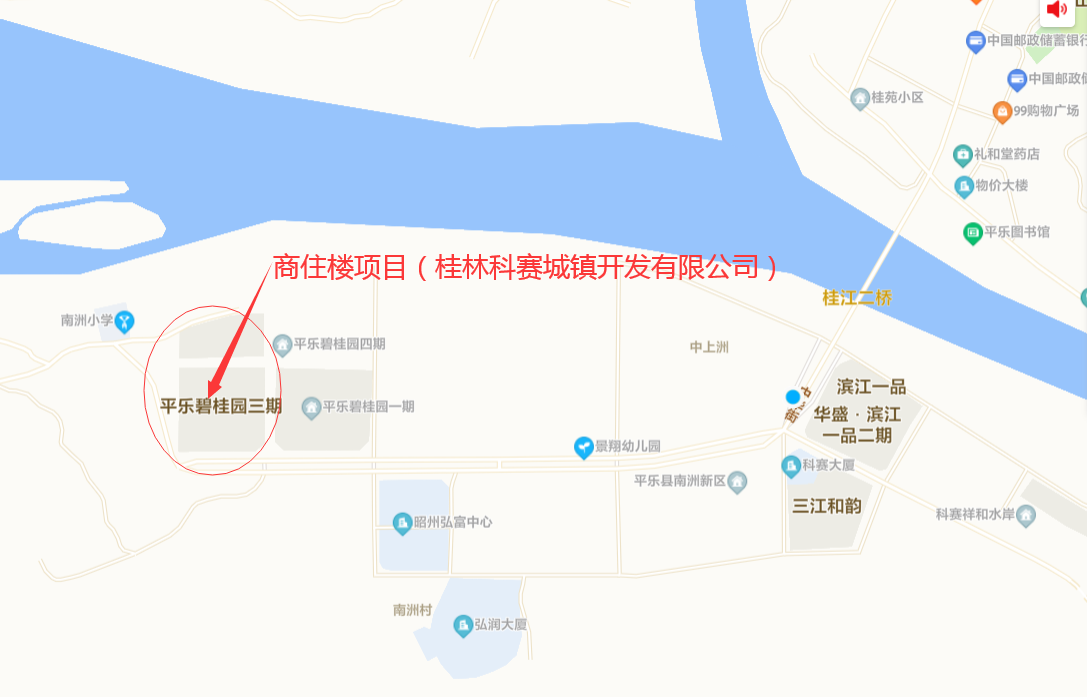 中国邮政储蓄银行
桂苑小区
99购物广场
礼和堂药店
物价大楼
平乐图书馆
商住楼项目（桂林科赛城镇开发有限公司）
桂江二桥
南洲小学
平乐碧桂园四期
中上洲
滨江一品
平乐碧桂园三期
平乐碧桂园一期
华盛·滨江
一品二期
景翔幼儿园
科赛大厦
平乐县南洲新区
三江和韵
科赛祥和水岸
昭州弘富中心
南洲村
弘润大厦